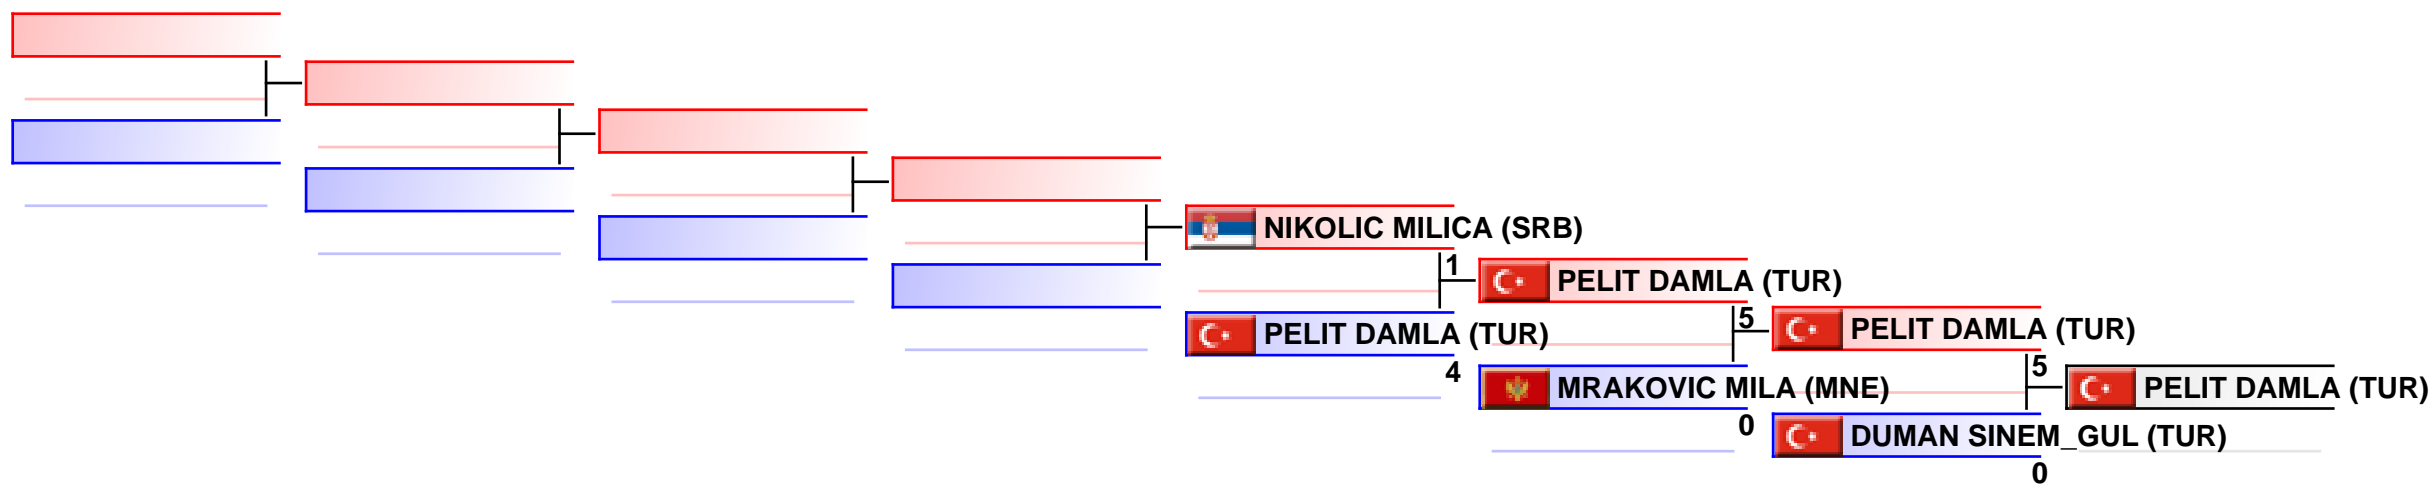 NIKOLIC MILICA (SRB)
1
PELIT DAMLA (TUR)
4
PELIT DAMLA (TUR)
5
MRAKOVIC MILA (MNE)
0
PELIT DAMLA (TUR)
5
DUMAN SINEM_GUL (TUR)
0
PELIT DAMLA (TUR)